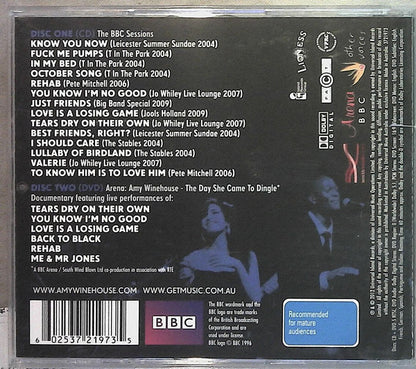 DISC ONE (CD) The BBC Sessions
KNOW YOU NOW (Leicester Summer Sundae 2004)
FUCK ME PUMPS (T In The Park 2004)
IN MY BED (T In The Park 2004)
OCTOBER SONG (T In The Park 2004)
REHAB (Pete Mitchell 2006)
YOU KNOW I'M NO GOOD (Jo Whiley Live Lounge 2007)
JUST FRIENDS (Big Band Special 2009)
LOVE IS A LOSING GAME (Jools Holland 2009)
TEARS DRY ON THEIR OWN (Jo Whiley Live Lounge 2007)
BEST FRIENDS, RIGHT? (Leicester Summer Sundae 2004)
I SHOULD CARE (The Stables 2004)
LULLABY OF BIRDLAND (The Stables 2004)
VALERIE (Jo Whiley Live Lounge 2007)
TO KNOW HIM IS TO LOVE HIM (Pete Mitchell 2006)
DISC TWO (DVD) Arena: Amy Winehouse - The Day She Came To Dingle*
Documentary featuring live performances of:
TEARS DRY ON THEIR OWN
YOU KNOW I'M NO GOOD
LOVE IS A LOSING GAME
BACK TO BLACK
REHAB
ME & MR JONES
*A BBC Arena / South Wind Blows Ltd co-production in association with RTE
WWW.AMYWINEHOUSE.COM
WWW.GETMUSIC.COM.AU
6 02537 21973 5
BBC
The BBC wordmark and the
BBC logo are trade marks
of the British Broadcasting
Corporation and are used
under license.
BBC logo © BBC 1996
Recommended
for mature
audiences
LIONESS
FACT
DOLBY
DIGITAL
Arena
BBC
other
voices